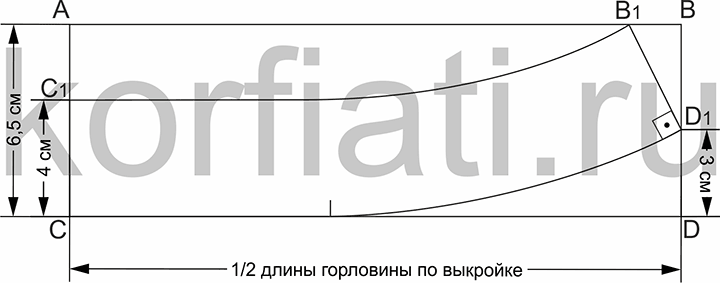 A B1 B
C1 D1
6,5 см 4 см 3 см
korfiati.ru
C D
1/2 длины горловины по выкройке